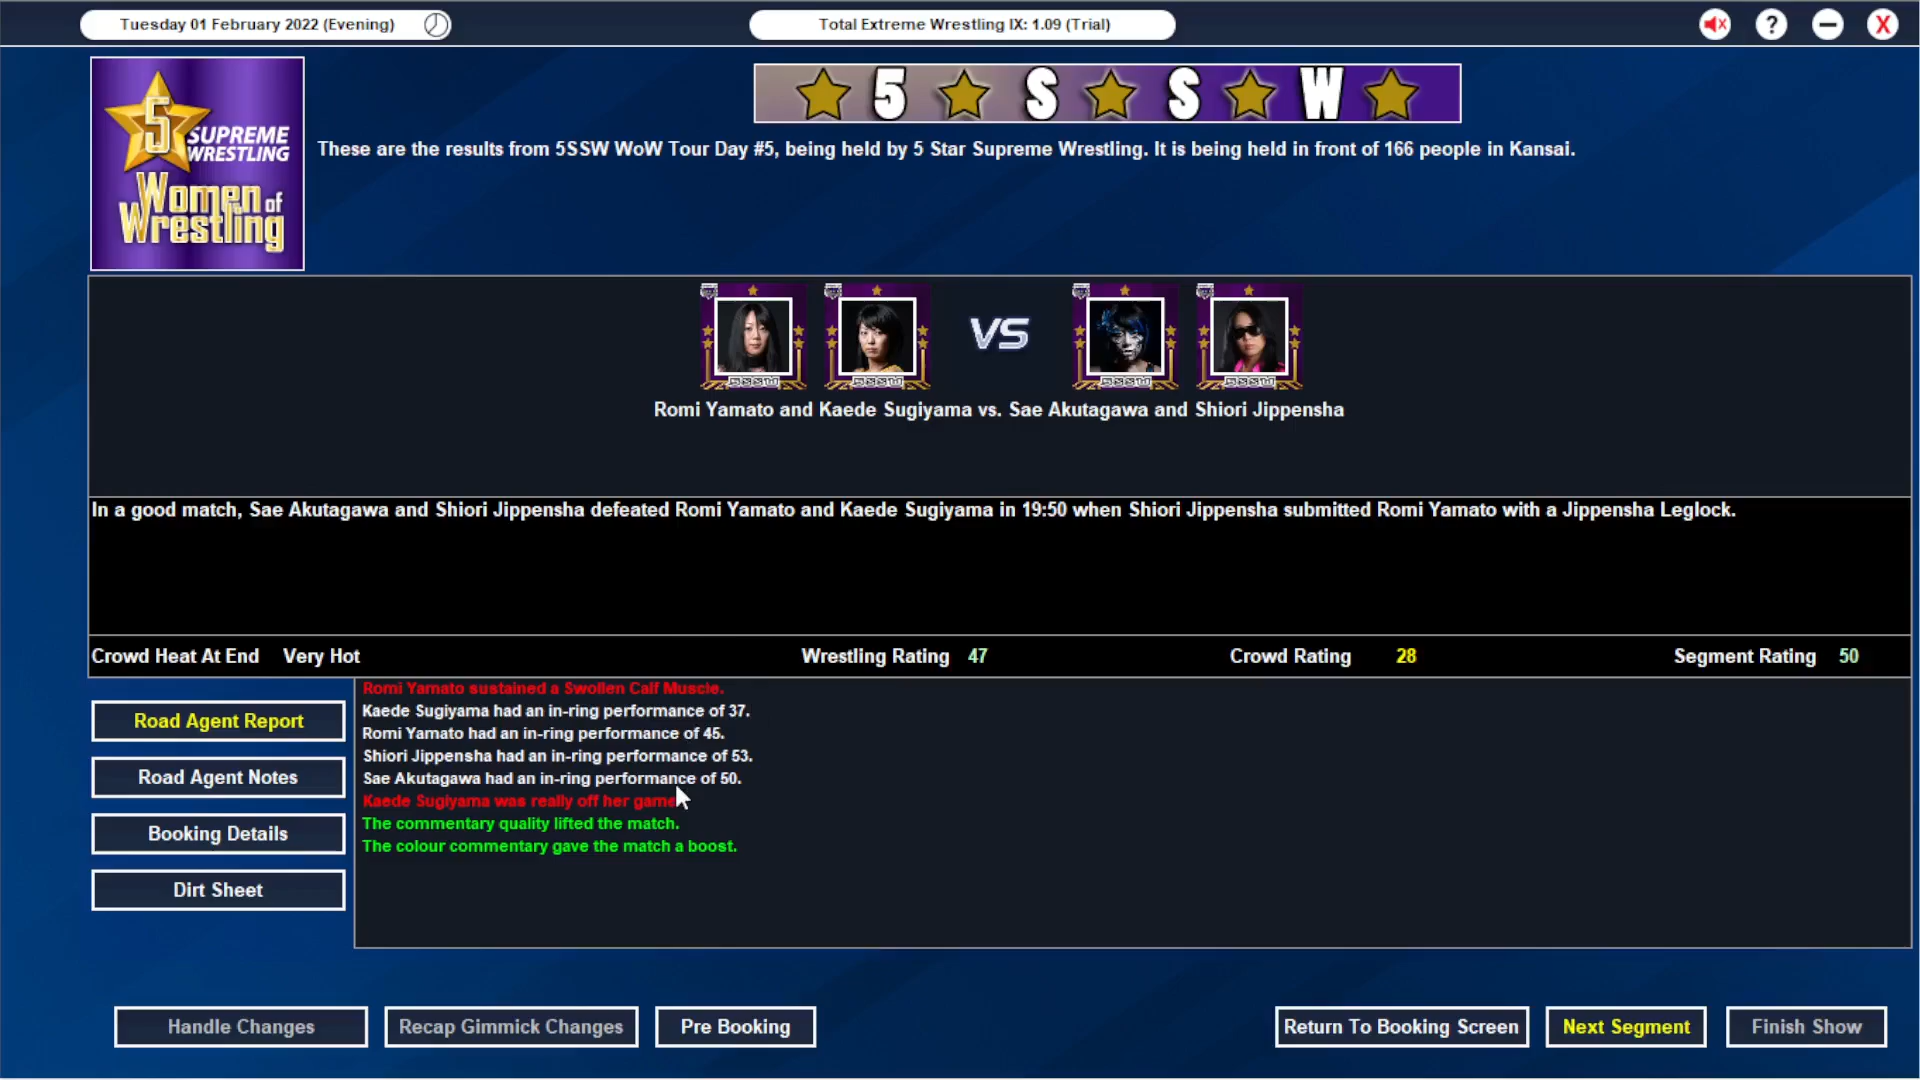 Tuesday 01 February 2022 (Evening)
Total Extreme Wrestling IX: 1.09 (Trial)
?
X
5 SUPREME
WRESTLING
Women of
Wrestling
5 S S W
These are the results from 5SSW WoW Tour Day #5, being held by 5 Star Supreme Wrestling. It is being held in front of 166 people in Kansai.
VS
5SSW 5SSW 5SSW 5SSW
Romi Yamato and Kaede Sugiyama vs. Sae Akutagawa and Shiori Jippensha
In a good match, Sae Akutagawa and Shiori Jippensha defeated Romi Yamato and Kaede Sugiyama in 19:50 when Shiori Jippensha submitted Romi Yamato with a Jippensha Leglock.
Crowd Heat At End Very Hot Wrestling Rating 47 Crowd Rating 28 Segment Rating 50
Road Agent Report
Road Agent Notes
Booking Details
Dirt Sheet
Romi Yamato sustained a Swollen Calf Muscle.
Kaede Sugiyama had an in-ring performance of 37.
Romi Yamato had an in-ring performance of 45.
Shiori Jippensha had an in-ring performance of 53.
Sae Akutagawa had an in-ring performance of 50.
Kaede Sugiyama was really off her game
The commentary quality lifted the match.
The colour commentary gave the match a boost.
Handle Changes Recap Gimmick Changes Pre Booking Return To Booking Screen Next Segment Finish Show